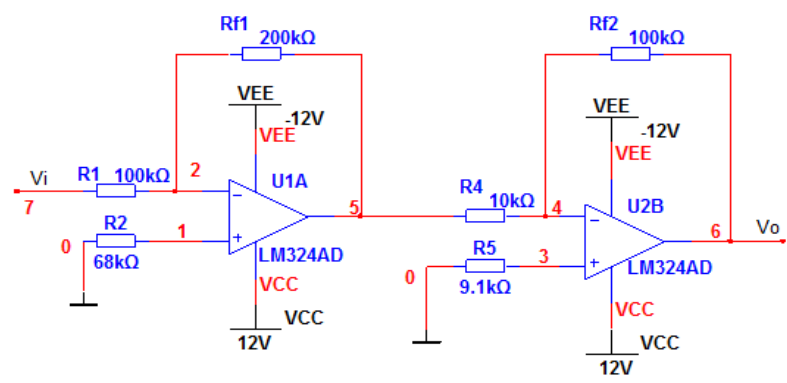 Rf1
200kΩ
Rf2
100kΩ
VEE
-12V
VEE
VEE
-12V
VEE
Vi
R1
100kΩ
2
U1A
7
R2
1
0
68kΩ
5
LM324AD
VCC
VCC
12V
R4
10kΩ
4
U2B
6
Vo
R5
3
0
9.1kΩ
LM324AD
VCC
VCC
12V